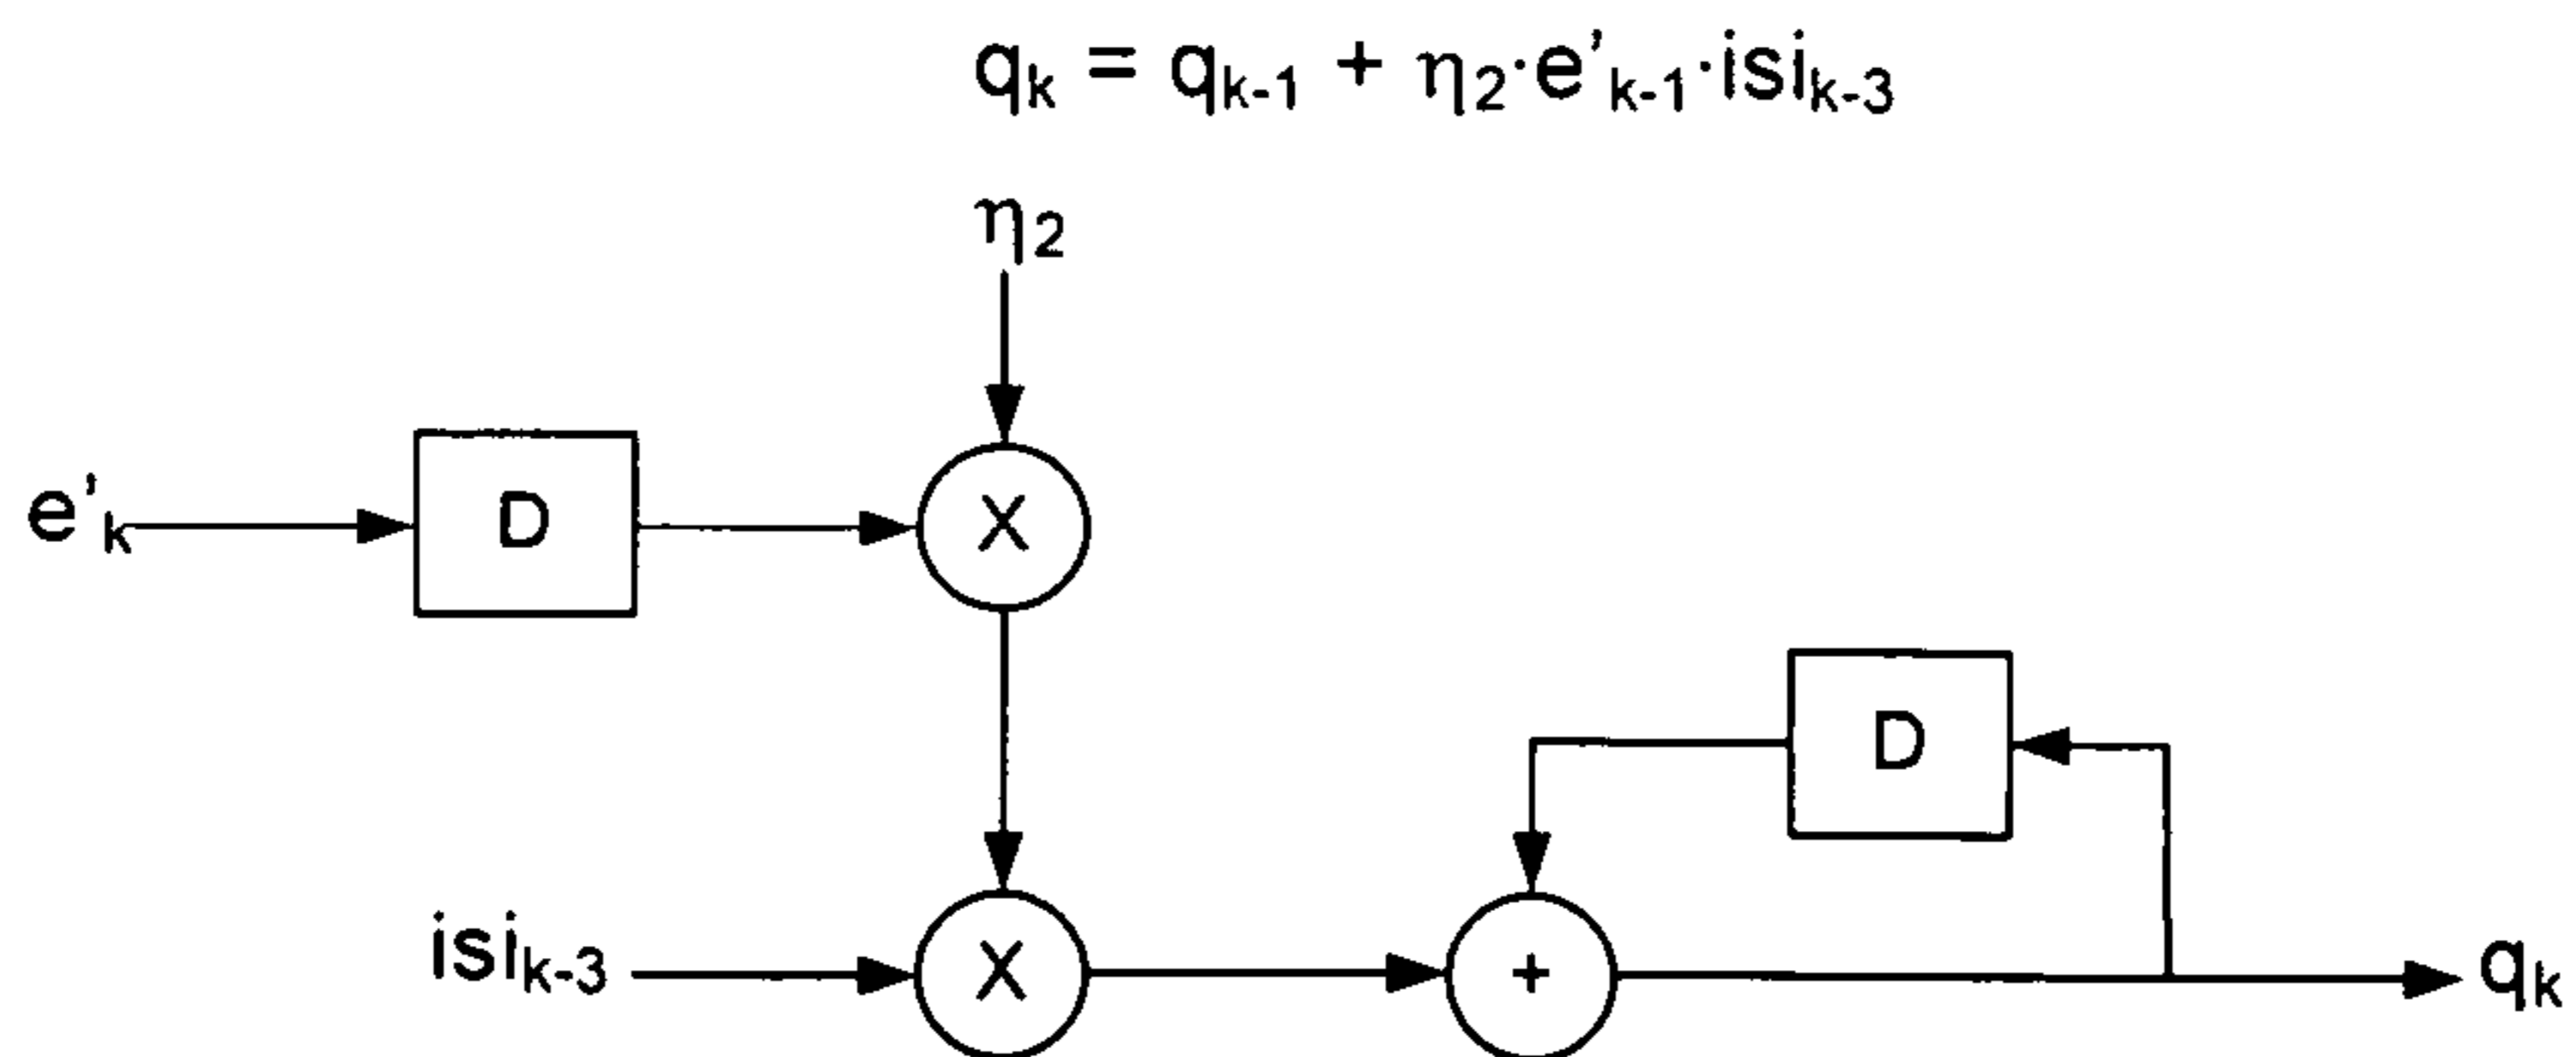 qk = qk-1 + η2·e'k-1·isik-3
η2
e'k
D
X
D
isik-3
X
+
qk